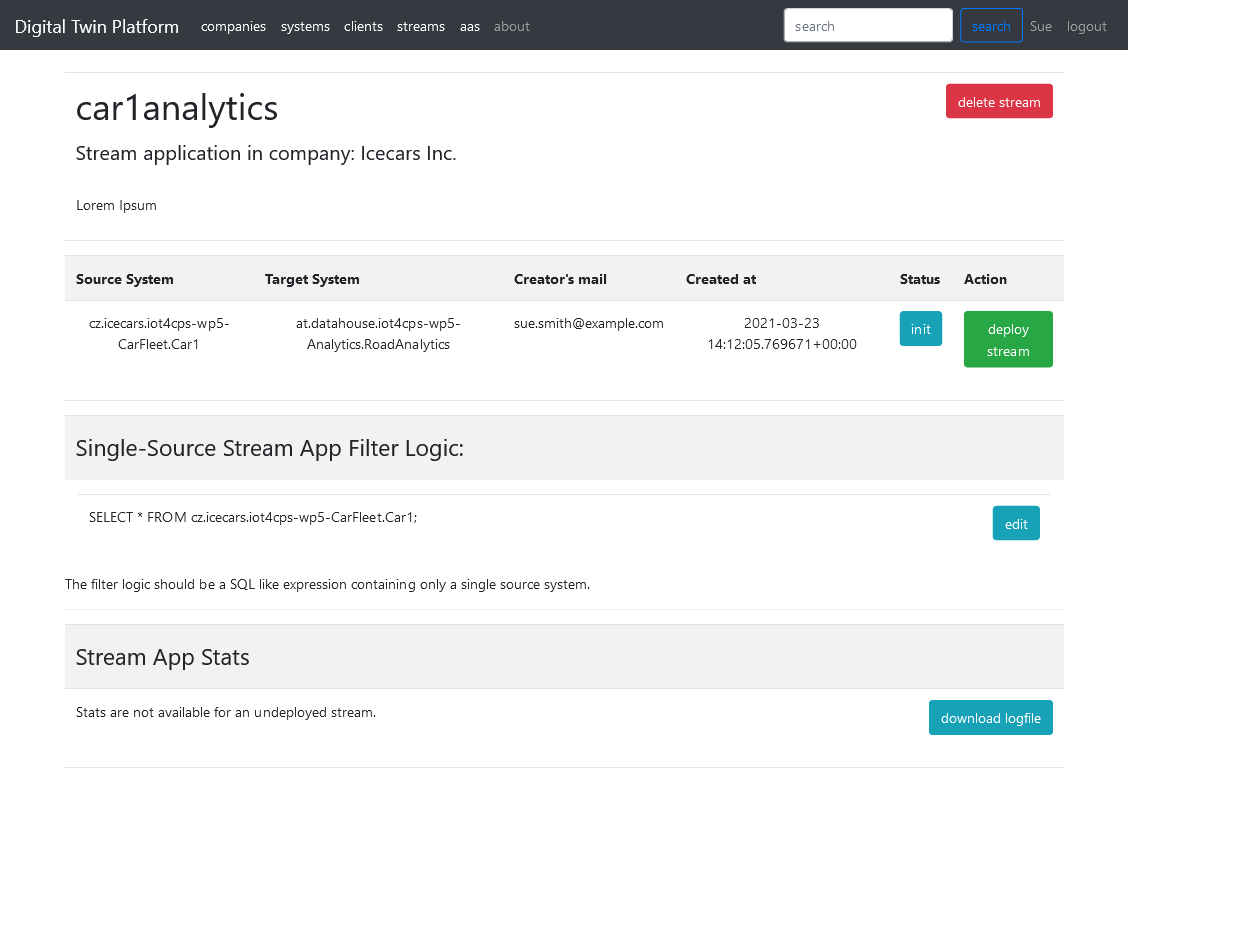 Digital Twin Platform companies systems clients streams aas about search search Sue logout
car1analytics delete stream
Stream application in company: Icecars Inc.
Lorem Ipsum
Source System Target System Creator's mail Created at Status Action
cz.icecars.iot4cps-wp5- at.datahouse.iot4cps-wp5- sue.smith@example.com 2021-03-23 init deploy
CarFleet.Car1 Analytics.RoadAnalytics 14:12:05.769671+00:00 stream
Single-Source Stream App Filter Logic:
SELECT * FROM cz.icecars.iot4cps-wp5-CarFleet.Car1; edit
The filter logic should be a SQL like expression containing only a single source system.
Stream App Stats
Stats are not available for an undeployed stream. download logfile